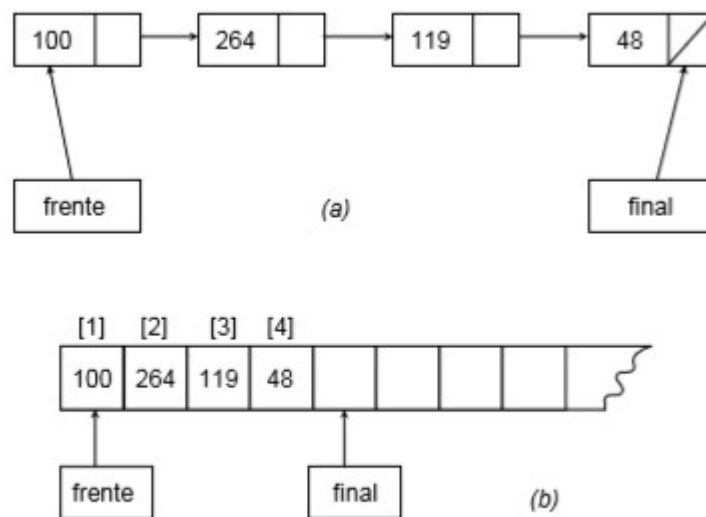 100 264 119 48
frente (a) final
[1] [2] [3] [4]
100 264 119 48
frente final (b)